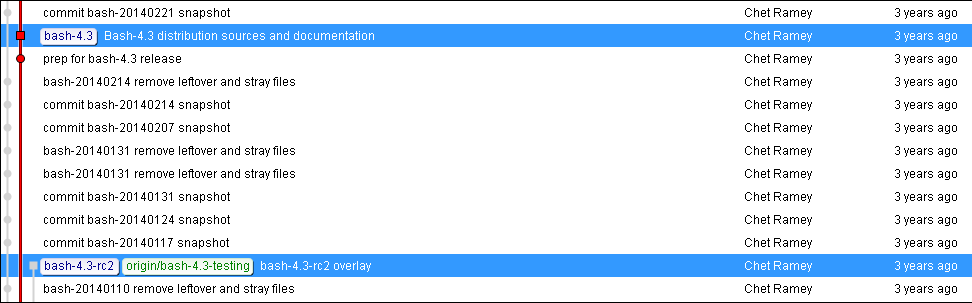 commit bash-20140221 snapshot Chet Ramey 3 years ago
bash-4.3 Bash-4.3 distribution sources and documentation Chet Ramey 3 years ago
prep for bash-4.3 release Chet Ramey 3 years ago
bash-20140214 remove leftover and stray files Chet Ramey 3 years ago
commit bash-20140214 snapshot Chet Ramey 3 years ago
commit bash-20140207 snapshot Chet Ramey 3 years ago
bash-20140131 remove leftover and stray files Chet Ramey 3 years ago
bash-20140131 remove leftover and stray files Chet Ramey 3 years ago
commit bash-20140131 snapshot Chet Ramey 3 years ago
commit bash-20140124 snapshot Chet Ramey 3 years ago
commit bash-20140117 snapshot Chet Ramey 3 years ago
bash-4.3-rc2 origin/bash-4.3-testing bash-4.3-rc2 overlay Chet Ramey 3 years ago
bash-20140110 remove leftover and stray files Chet Ramey 3 years ago